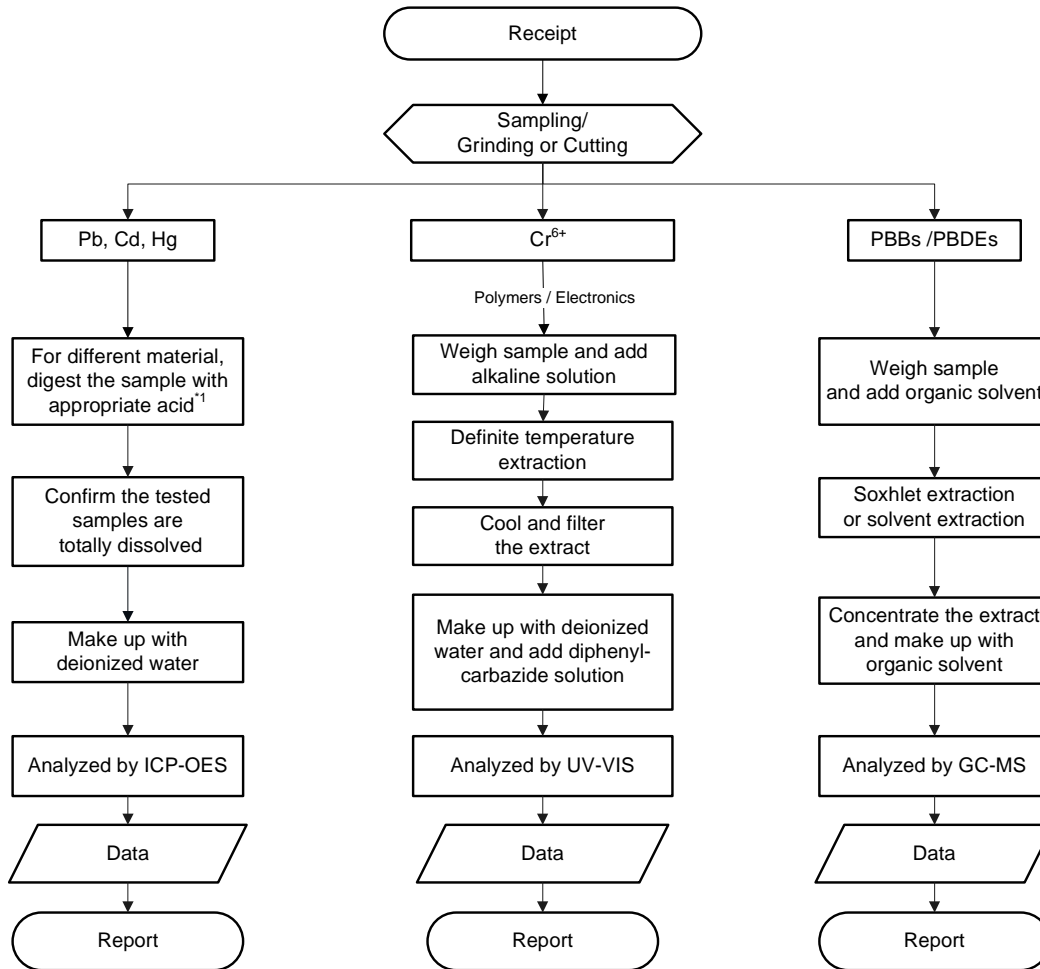 Receipt
Sampling/
Grinding or Cutting
Pb, Cd, Hg
For different material,
digest the sample with
appropriate acid*1
Confirm the tested
samples are
totally dissolved
Make up with
deionized water
Analyzed by ICP-OES
Data
Report
Cr6+
Polymers / Electronics
Weigh sample and add
alkaline solution
Definite temperature
extraction
Cool and filter
the extract
Make up with deionized
water and add diphenyl-
carbazide solution
Analyzed by UV-VIS
Data
Report
PBBs /PBDEs
Weigh sample
and add organic solvent
Soxhlet extraction
or solvent extraction
Concentrate the extract
and make up with
organic solvent
Analyzed by GC-MS
Data
Report